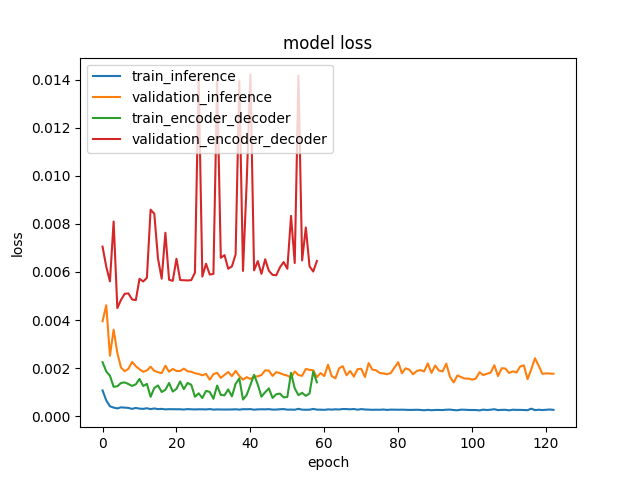 model loss
train_inference
validation_inference
train_encoder_decoder
validation_encoder_decoder
0.014
0.012
0.010
0.008
0.006
0.004
0.002
0.000
loss
0 20 40 60 80 100 120
epoch